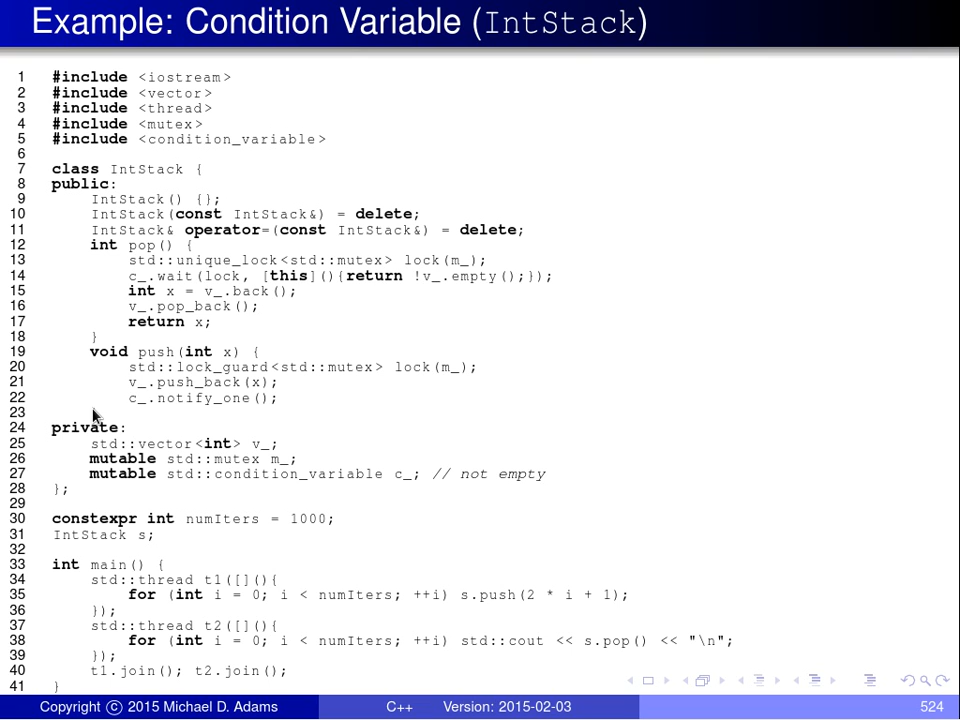 Example: Condition Variable (IntStack)
1 #include <iostream>
2 #include <vector>
3 #include <thread>
4 #include <mutex>
5 #include <condition_variable>
6
7 class IntStack {
8 public:
9 IntStack() {};
10 IntStack(const IntStack&) = delete;
11 IntStack& operator=(const IntStack&) = delete;
12 int pop() {
13 std::unique_lock<std::mutex> lock(m_);
14 c_.wait(lock, [this](){return !v_.empty();});
15 int x = v_.back();
16 v_.pop_back();
17 return x;
18 }
19 void push(int x) {
20 std::lock_guard<std::mutex> lock(m_);
21 v_.push_back(x);
22 c_.notify_one();
23
24 private:
25 std::vector<int> v_;
26 mutable std::mutex m_;
27 mutable std::condition_variable c_; // not empty
28 };
29
30 constexpr int numIters = 1000;
31 IntStack s;
32
33 int main() {
34 std::thread t1([](){
35 for (int i = 0; i < numIters; ++i) s.push(2 * i + 1);
36 });
37 std::thread t2([](){
38 for (int i = 0; i < numIters; ++i) std::cout << s.pop() << "\n";
39 });
40 t1.join(); t2.join();
41 }
Copyright © 2015 Michael D. Adams C++ Version: 2015-02-03 524